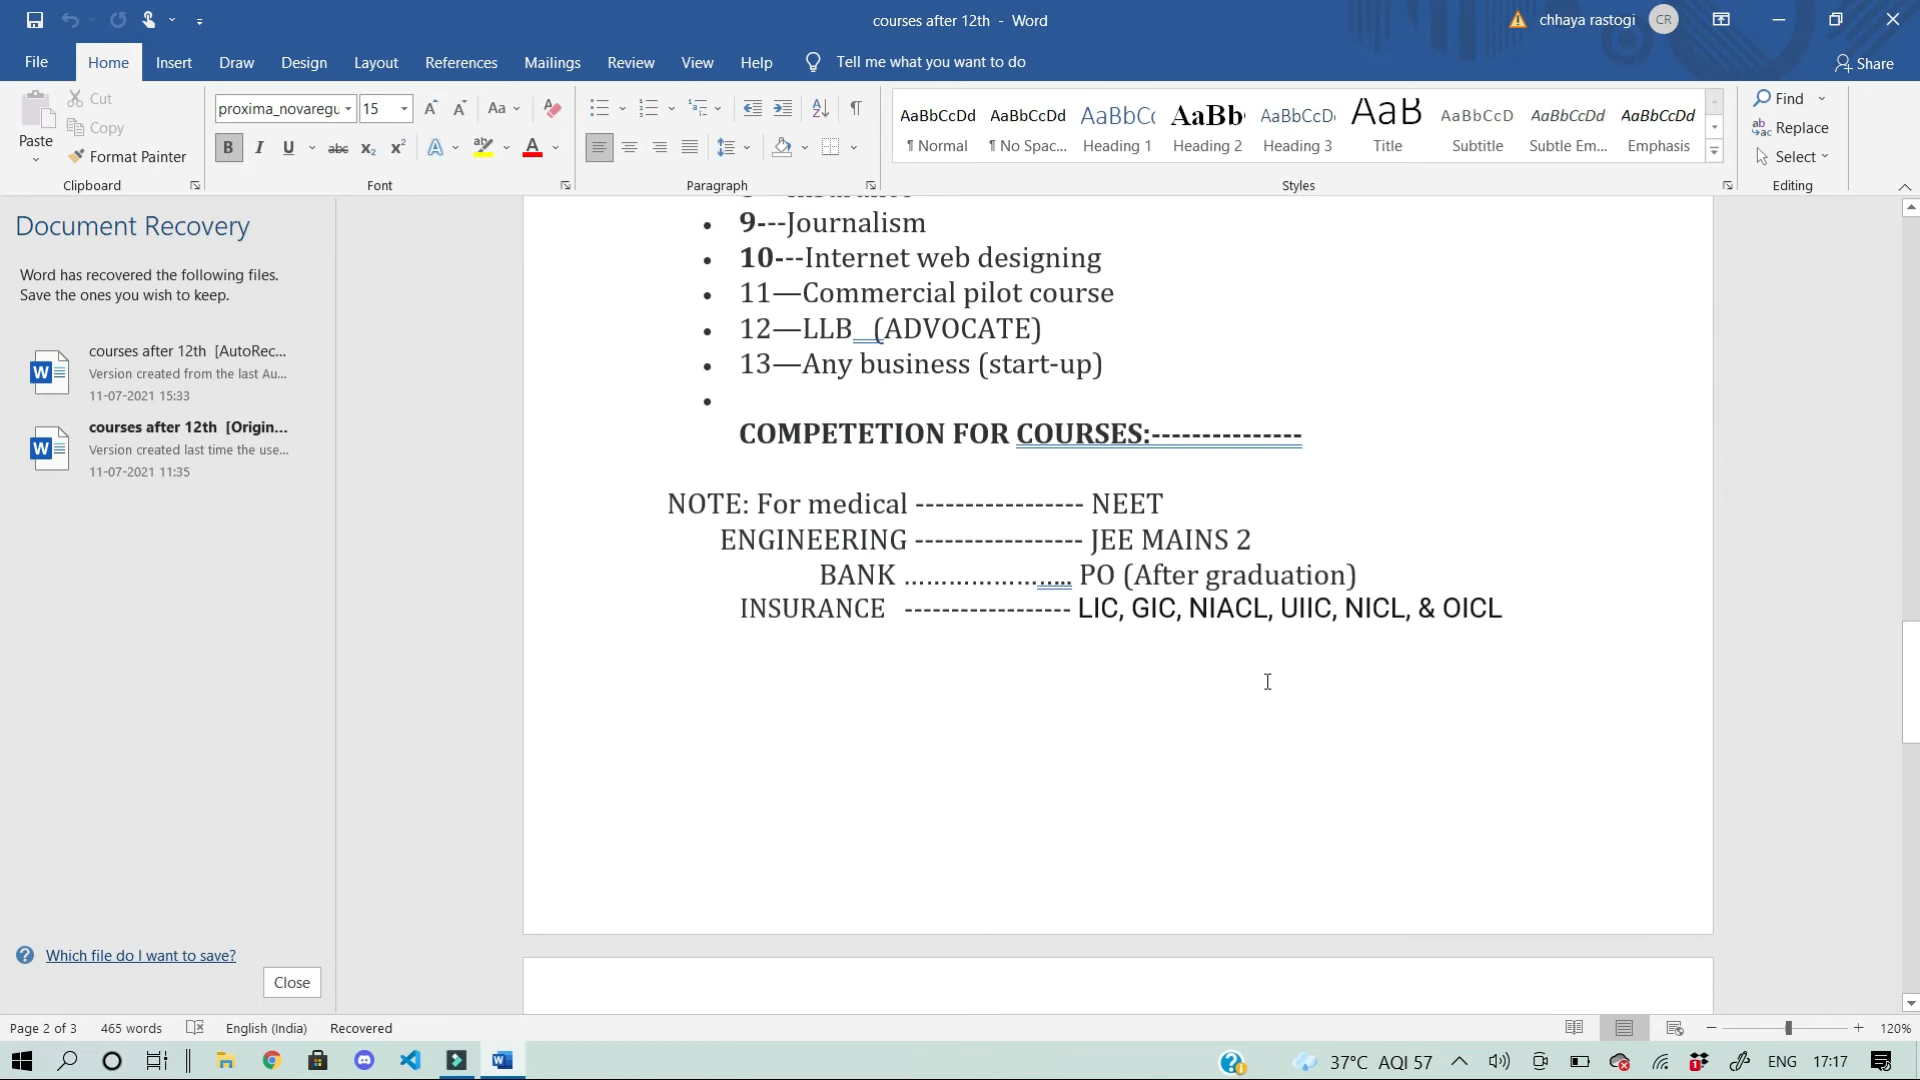 courses after 12th - Word
chhaya rastogi CR
File Home Insert Draw Design Layout References Mailings Review View Help Tell me what you want to do Share
Paste
Cut
Copy
Format Painter
Clipboard
proxima_novaregu 15
Font
Paragraph
AaBbCcDd AaBbCcDd AaBbCc AaBb AaBbCcD AaB AaBbCcD AaBbCcDd AaBbCcDd
¶ Normal ¶ No Spac... Heading 1 Heading 2 Heading 3 Title Subtitle Subtle Em... Emphasis
Styles
Find
Replace
Select
Editing
Document Recovery
Word has recovered the following files.
Save the ones you wish to keep.
courses after 12th [AutoRec...
Version created from the last Au...
11-07-2021 15:33
courses after 12th [Origin...
Version created last time the use...
11-07-2021 11:35
Which file do I want to save?
Close
• 9---Journalism
• 10---Internet web designing
• 11—Commercial pilot course
• 12—LLB (ADVOCATE)
• 13—Any business (start-up)
•
COMPETETION FOR COURSES:---------------
NOTE: For medical ----------------- NEET
ENGINEERING ----------------- JEE MAINS 2
BANK ………………….. PO (After graduation)
INSURANCE ------------------ LIC, GIC, NIACL, UIIC, NICL, & OICL
Page 2 of 3 465 words English (India) Recovered 120%
37°C AQI 57 ENG 17:17